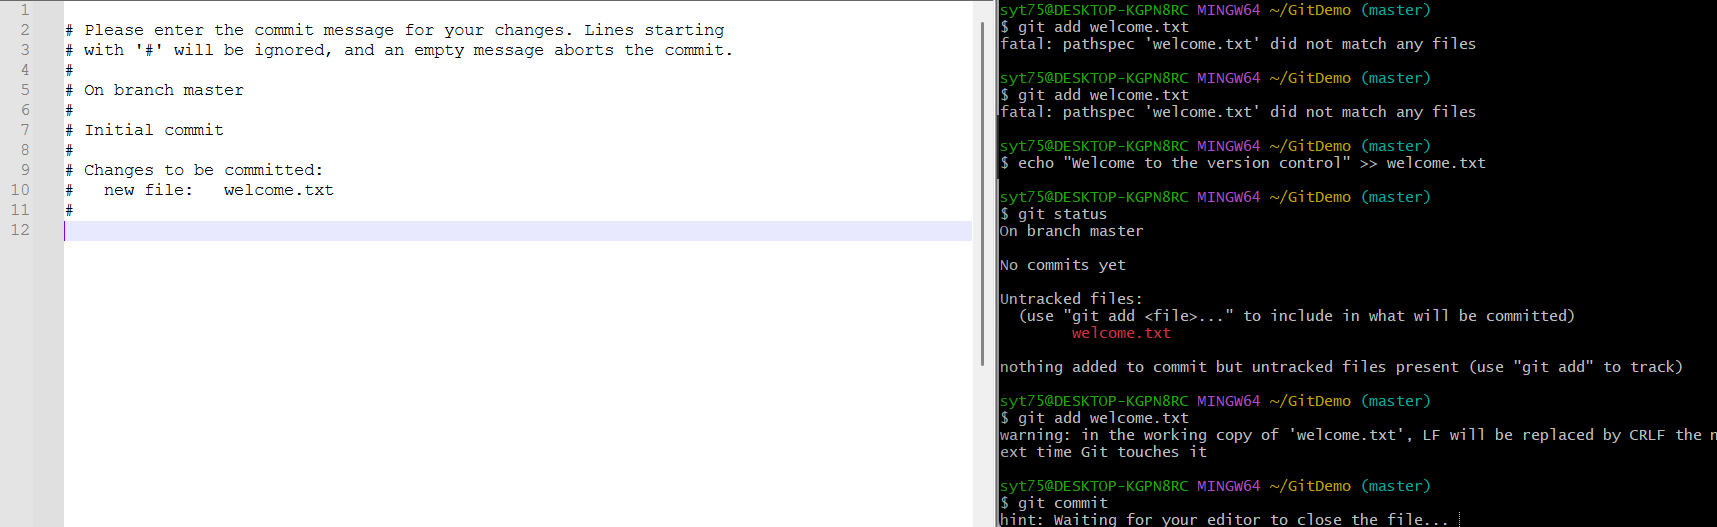 1
2 # Please enter the commit message for your changes. Lines starting
3 # with '#' will be ignored, and an empty message aborts the commit.
4 #
5 # On branch master
6 #
7 # Initial commit
8 #
9 # Changes to be committed:
10 #   new file:   welcome.txt
11 #
12
syt75@DESKTOP-KGPN8RC MINGW64 ~/GitDemo (master)
$ git add welcome.txt
fatal: pathspec 'welcome.txt' did not match any files
syt75@DESKTOP-KGPN8RC MINGW64 ~/GitDemo (master)
$ git add welcome.txt
fatal: pathspec 'welcome.txt' did not match any files
syt75@DESKTOP-KGPN8RC MINGW64 ~/GitDemo (master)
$ echo "Welcome to the version control" >> welcome.txt
syt75@DESKTOP-KGPN8RC MINGW64 ~/GitDemo (master)
$ git status
On branch master
No commits yet
Untracked files:
  (use "git add <file>..." to include in what will be committed)
        welcome.txt
nothing added to commit but untracked files present (use "git add" to track)
syt75@DESKTOP-KGPN8RC MINGW64 ~/GitDemo (master)
$ git add welcome.txt
warning: in the working copy of 'welcome.txt', LF will be replaced by CRLF the n
ext time Git touches it
syt75@DESKTOP-KGPN8RC MINGW64 ~/GitDemo (master)
$ git commit
hint: Waiting for your editor to close the file...